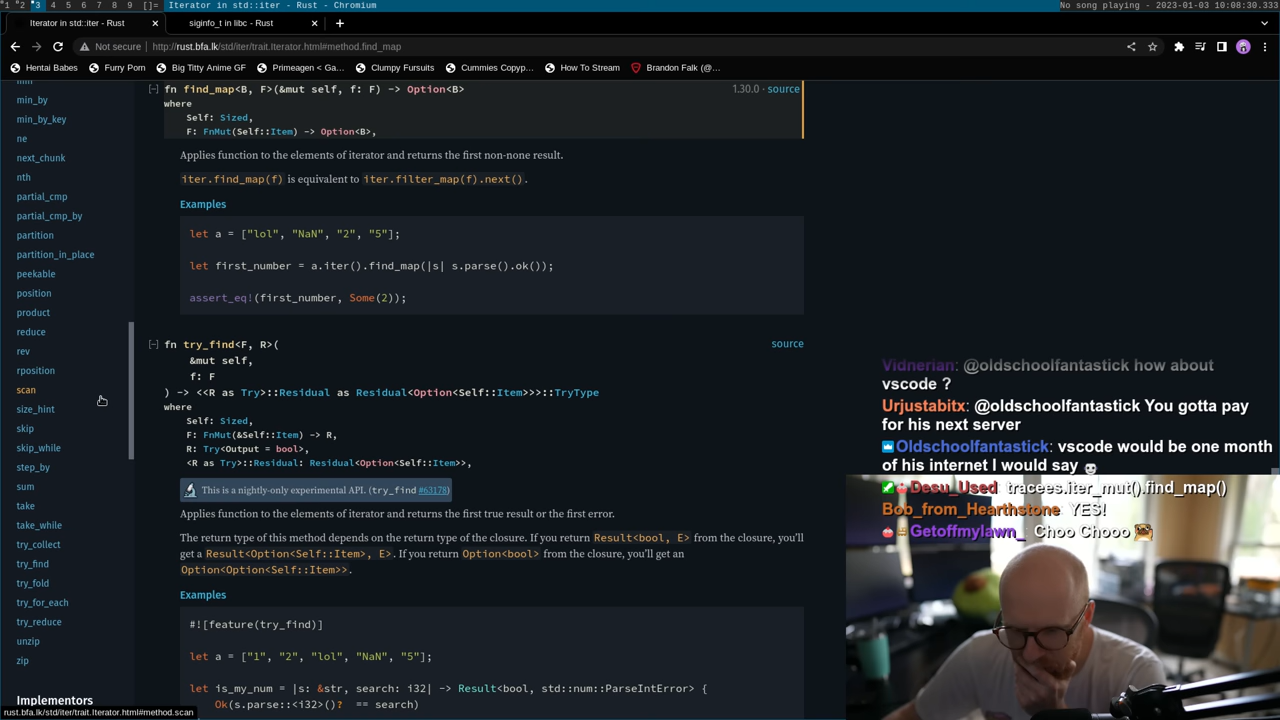 1 2 3 4 5 6 7 8 9 []= Iterator in std::iter - Rust - Chromium No song playing - 2023-01-03 10:08:30.333
Iterator in std::iter - Rust siginfo_t in libc - Rust
Not secure http://rust.bfa.lk/std/iter/trait.Iterator.html#method.find_map
Hentai Babes Furry Porn Big Titty Anime GF Primeagen < Ga… Clumpy Fursuits Cummies Copyp… How To Stream Brandon Falk (@…
min
min_by
min_by_key
ne
next_chunk
nth
partial_cmp
partial_cmp_by
partition
partition_in_place
peekable
position
product
reduce
rev
rposition
scan
size_hint
skip
skip_while
step_by
sum
take
take_while
try_collect
try_find
try_fold
try_for_each
try_reduce
unzip
zip
Implementors
rust.bfa.lk/std/iter/trait.Iterator.html#method.scan
[-] fn find_map<B, F>(&mut self, f: F) -> Option<B> 1.30.0 · source
where
Self: Sized,
F: FnMut(Self::Item) -> Option<B>,
Applies function to the elements of iterator and returns the first non-none result.
iter.find_map(f) is equivalent to iter.filter_map(f).next().
Examples
let a = ["lol", "NaN", "2", "5"];
let first_number = a.iter().find_map(|s| s.parse().ok());
assert_eq!(first_number, Some(2));
[-] fn try_find<F, R>( source
&mut self,
f: F
) -> <<R as Try>::Residual as Residual<Option<Self::Item>>>::TryType
where
Self: Sized,
F: FnMut(&Self::Item) -> R,
R: Try<Output = bool>,
<R as Try>::Residual: Residual<Option<Self::Item>>,
This is a nightly-only experimental API. (try_find #63178)
Applies function to the elements of iterator and returns the first true result or the first error.
The return type of this method depends on the return type of the closure. If you return Result<bool, E> from the closure, you'll
get a Result<Option<Self::Item>, E>. If you return Option<bool> from the closure, you'll get an
Option<Option<Self::Item>>.
Examples
#![feature(try_find)]
let a = ["1", "2", "lol", "NaN", "5"];
let is_my_num = |s: &str, search: i32| -> Result<bool, std::num::ParseIntError> {
Ok(s.parse::<i32>()? == search)
Vidnerian: @oldschoolfantastick how about
vscode ?
Urjustabitx: @oldschoolfantastick You gotta pay
for his next server
Oldschoolfantastick: vscode would be one month
of his internet I would say
Desu_Used: tracees.iter_mut().find_map()
Bob_from_Hearthstone: YES!
Getoffmylawn_: Choo Chooo